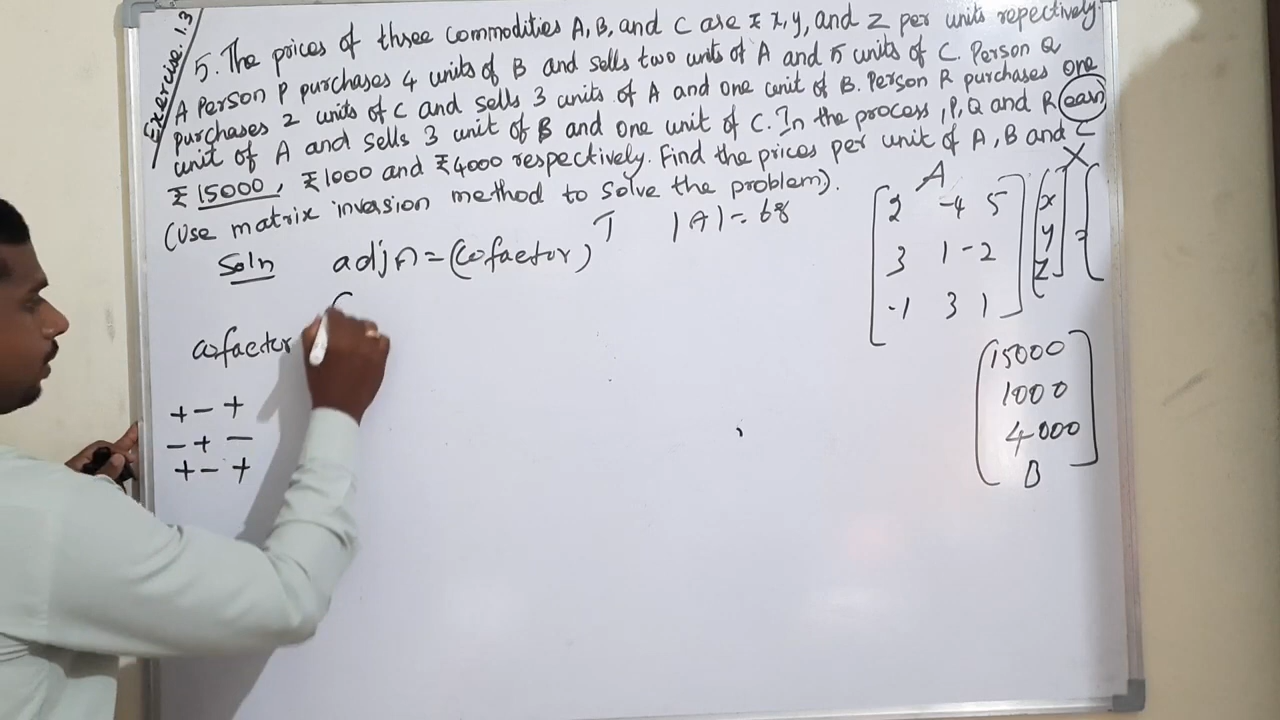 Exercise. 1.3
5. The prices of three commodities A, B, and C are ₹ x, y, and z per units repectively.
A Person P purchases 4 units of B and sells two units of A and 5 units of C. Person Q
purchases 2 units of C and sells 3 units of A and one unit of B. Person R purchases one
unit of A and sells 3 unit of B and one unit of C. In the process, P, Q and R earn
₹ 15000, ₹1000 and ₹4000 respectively. Find the prices per unit of A, B and C
(Use matrix invasion method to solve the problem).
Soln adjA = (cofactor)T |A| = 68
A X
2 -4 5 x
3 1 -2 y =
-1 3 1 z
cofactor
15000
1000
4000
B
+ - +
- + -
+ - +